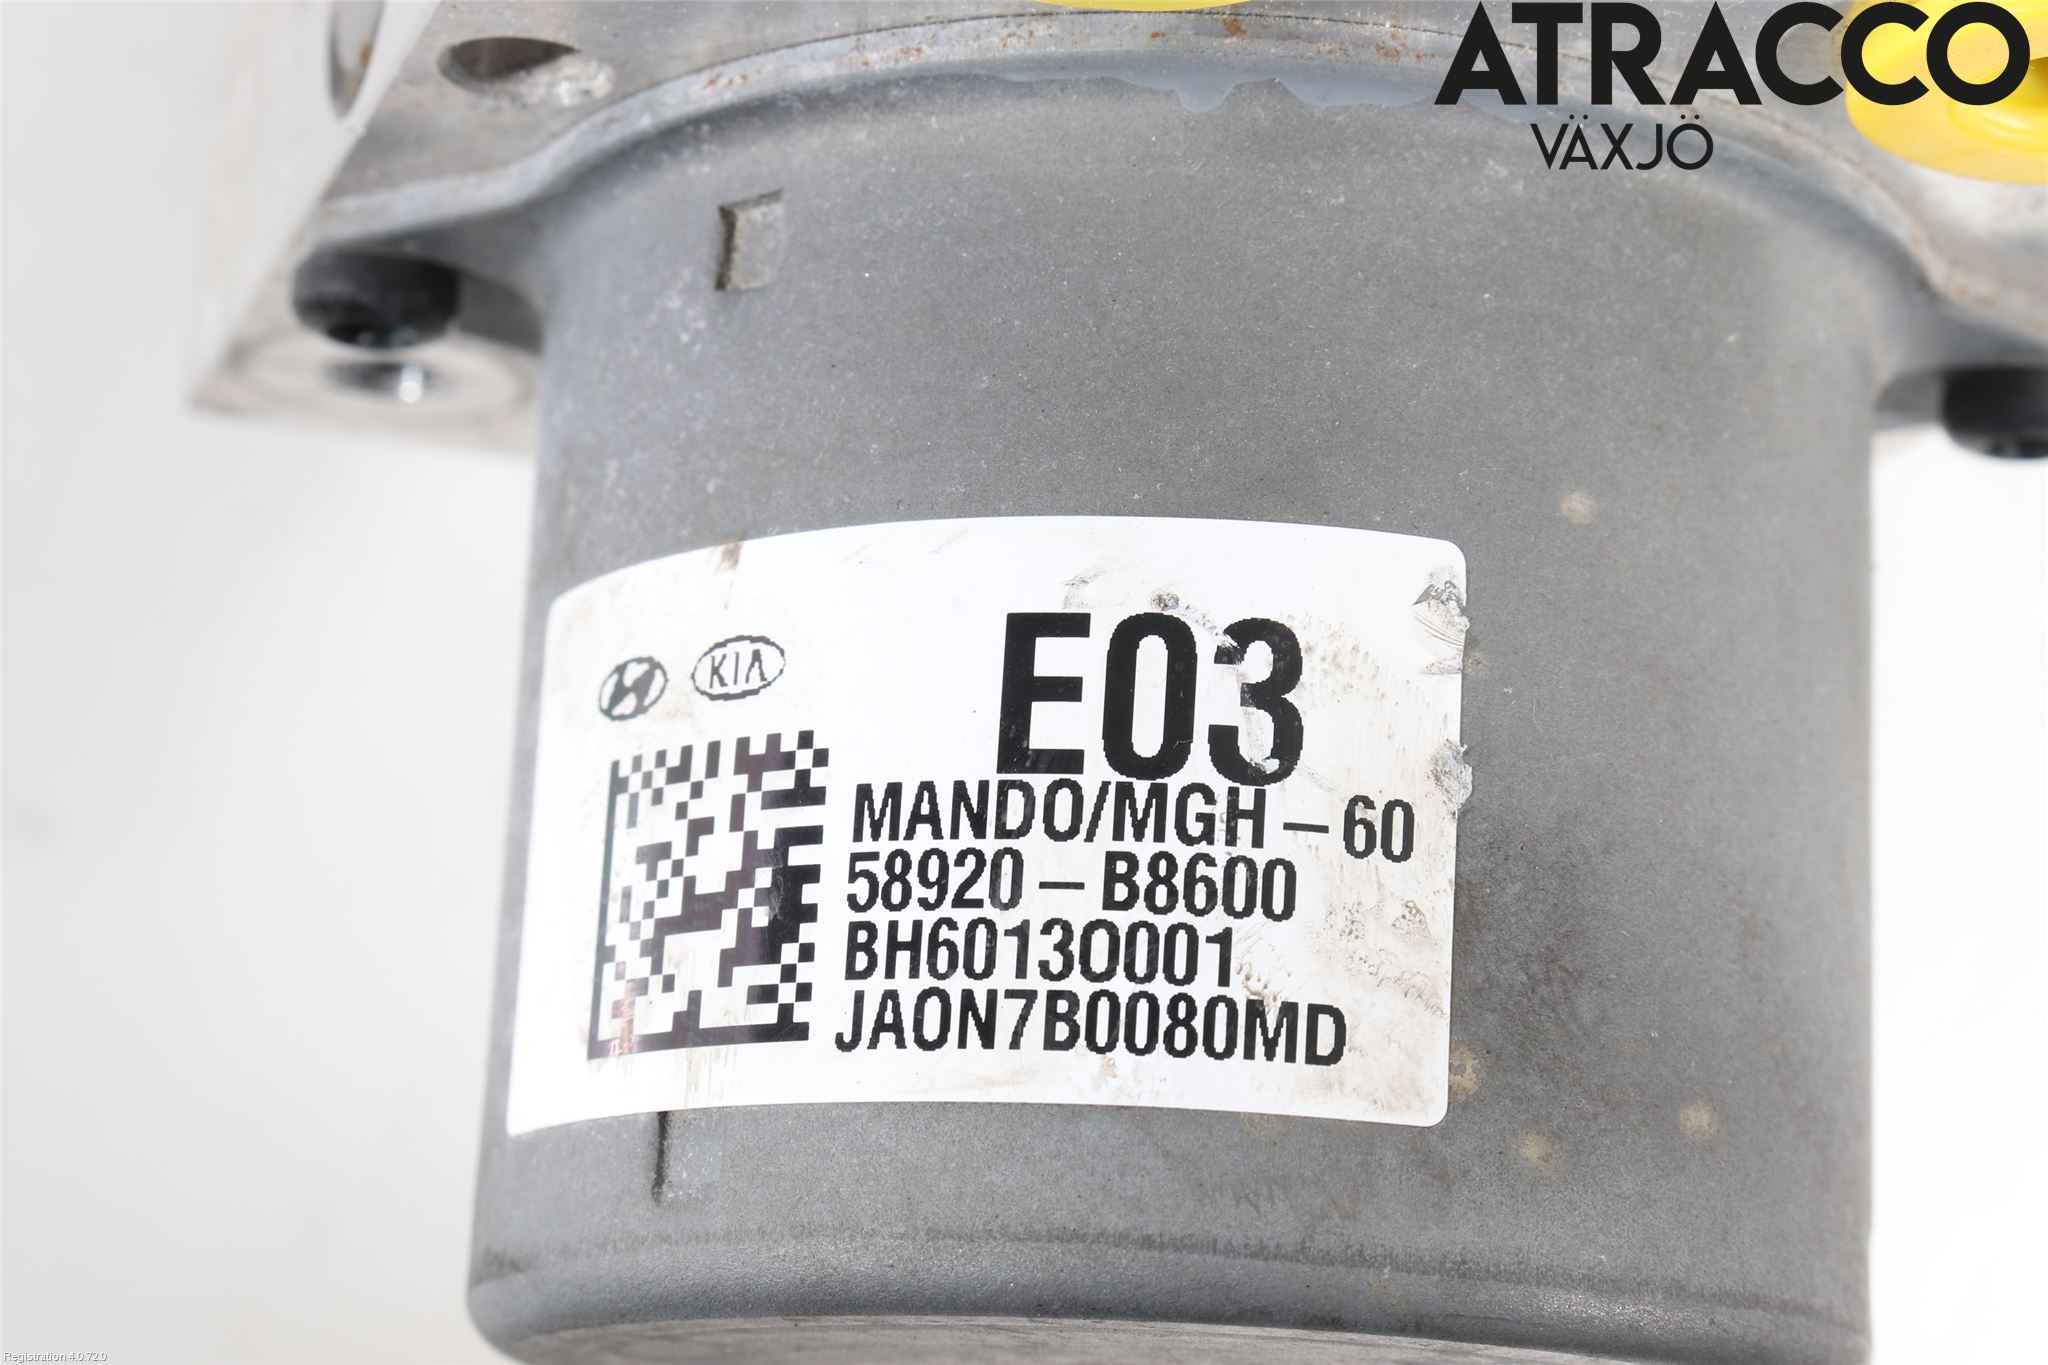 ATRACCO
VÄXJÖ
KIA
E03
MANDO/MGH-60
58920-B8600
BH60130001
JAON7B0080MD
Registration 4.0.72.0